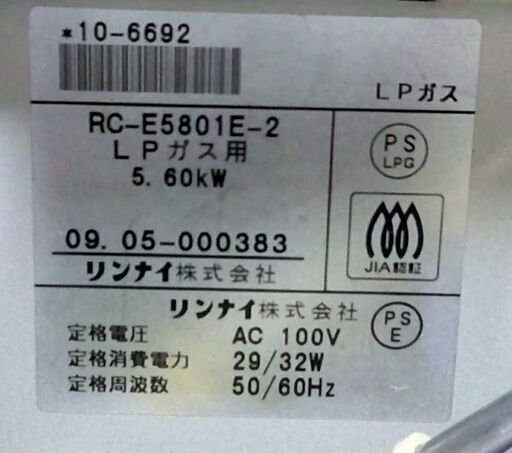 *10-6692
LPガス
RC-E5801E-2
LPガス用
5.60kW
PS
LPG
09.05-000383
リンナイ株式会社
JIA認証
リンナイ株式会社
PS
E
定格電圧 AC 100V
定格消費電力 29/32W
定格周波数 50/60Hz